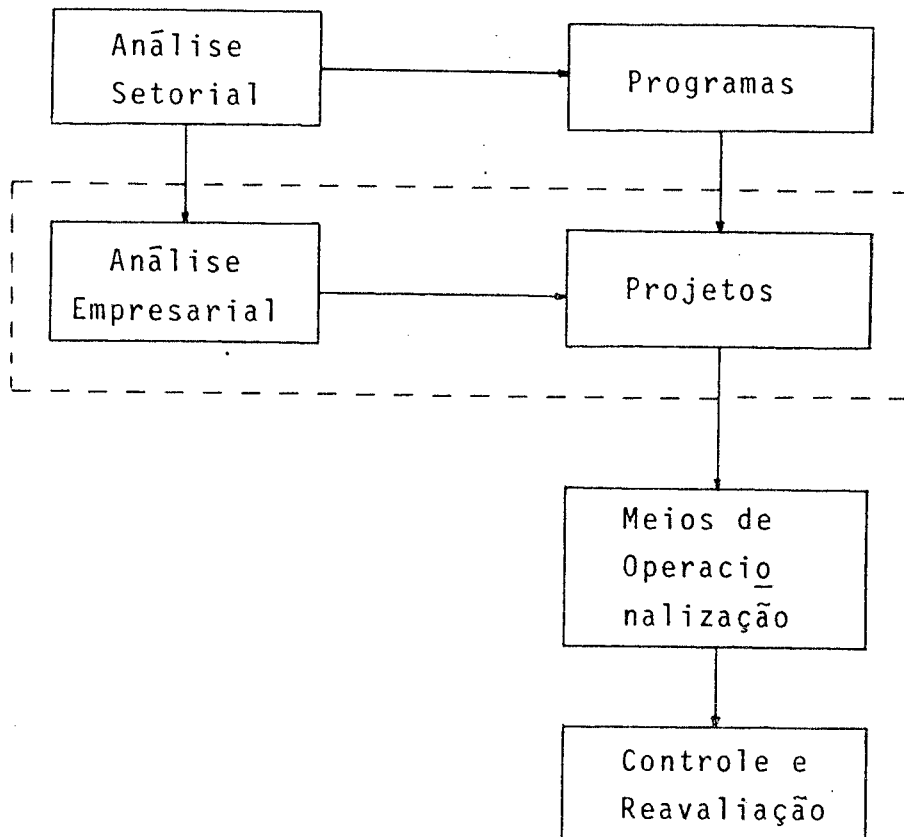 Análise
Setorial
Programas
Análise
Empresarial
Projetos
Meios de
Operacio
nalização
Controle e
Reavaliação